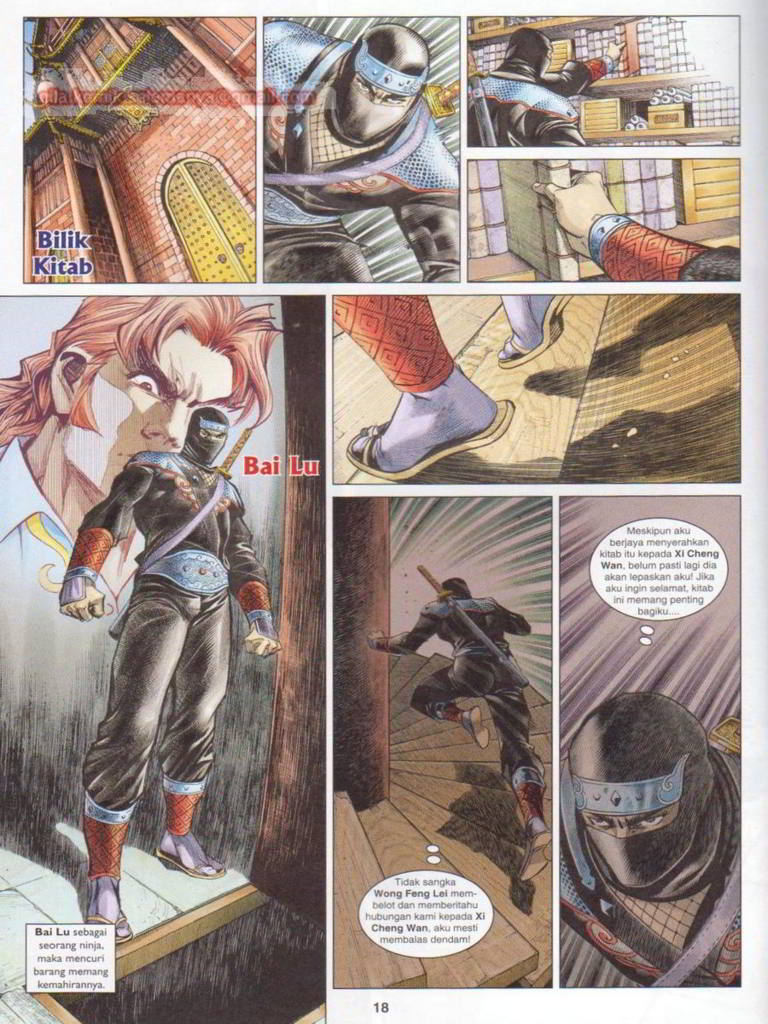 Bilik
Kitab
Bai Lu
Bai Lu sebagai
seorang ninja,
maka mencuri
barang memang
kemahirannya.
Tidak sangka
Wong Feng Lei mem-
belot dan memberitahu
hubungan kami kepada Xi
Cheng Wan, aku mesti
membalas dendam!
Meskipun aku
berjaya menyerahkan
kitab itu kepada Xi Cheng
Wan, belum pasti lagi dia
akan lepaskan aku! Jika
aku ingin selamat, kitab
ini memang penting
bagiku....
18